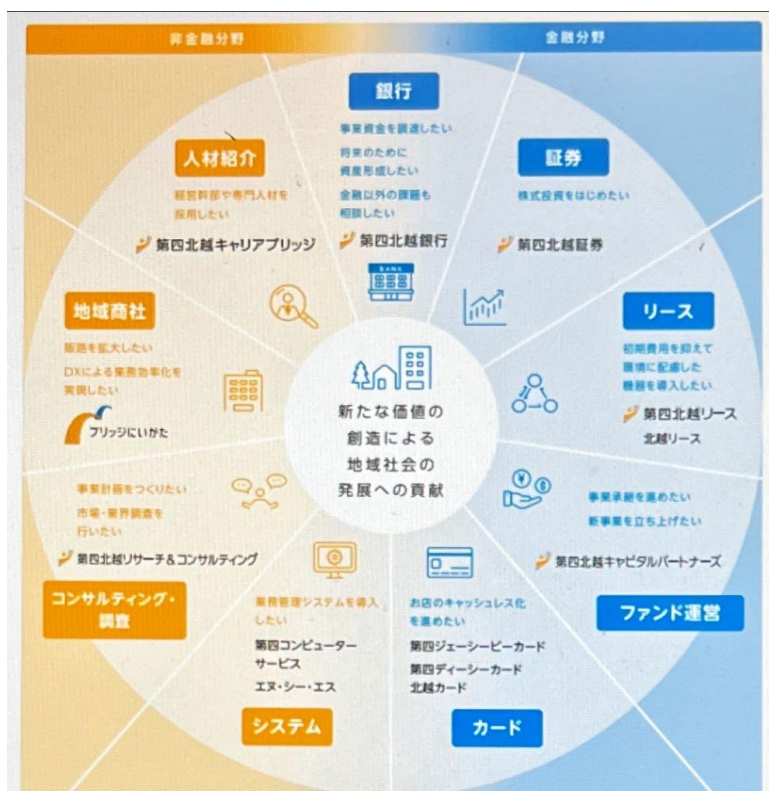 非金融分野
金融分野
銀行
事業資金を調達したい
将来のために
資産形成したい
金融以外の課題も
相談したい
第四北越銀行
BANK
証券
株式投資をはじめたい
第四北越証券
リース
初期費用を抑えて
環境に配慮した
機器を導入したい
第四北越リース
北越リース
事業承継を進めたい
新事業を立ち上げたい
第四北越キャピタルパートナーズ
ファンド運営
お店のキャッシュレス化
を進めたい
第四ジェーシービーカード
第四ディーシーカード
北越カード
カード
業務管理システムを導入
したい
第四コンピューター
サービス
エヌ・シー・エス
システム
事業計画をつくりたい
市場・業界調査を
行いたい
第四北越リサーチ&コンサルティング
コンサルティング・
調査
地域商社
販路を拡大したい
DXによる業務効率化を
実現したい
ブリッジにいがた
人材紹介
経営幹部や専門人材を
採用したい
第四北越キャリアブリッジ
新たな価値の
創造による
地域社会の
発展への貢献
¥
$